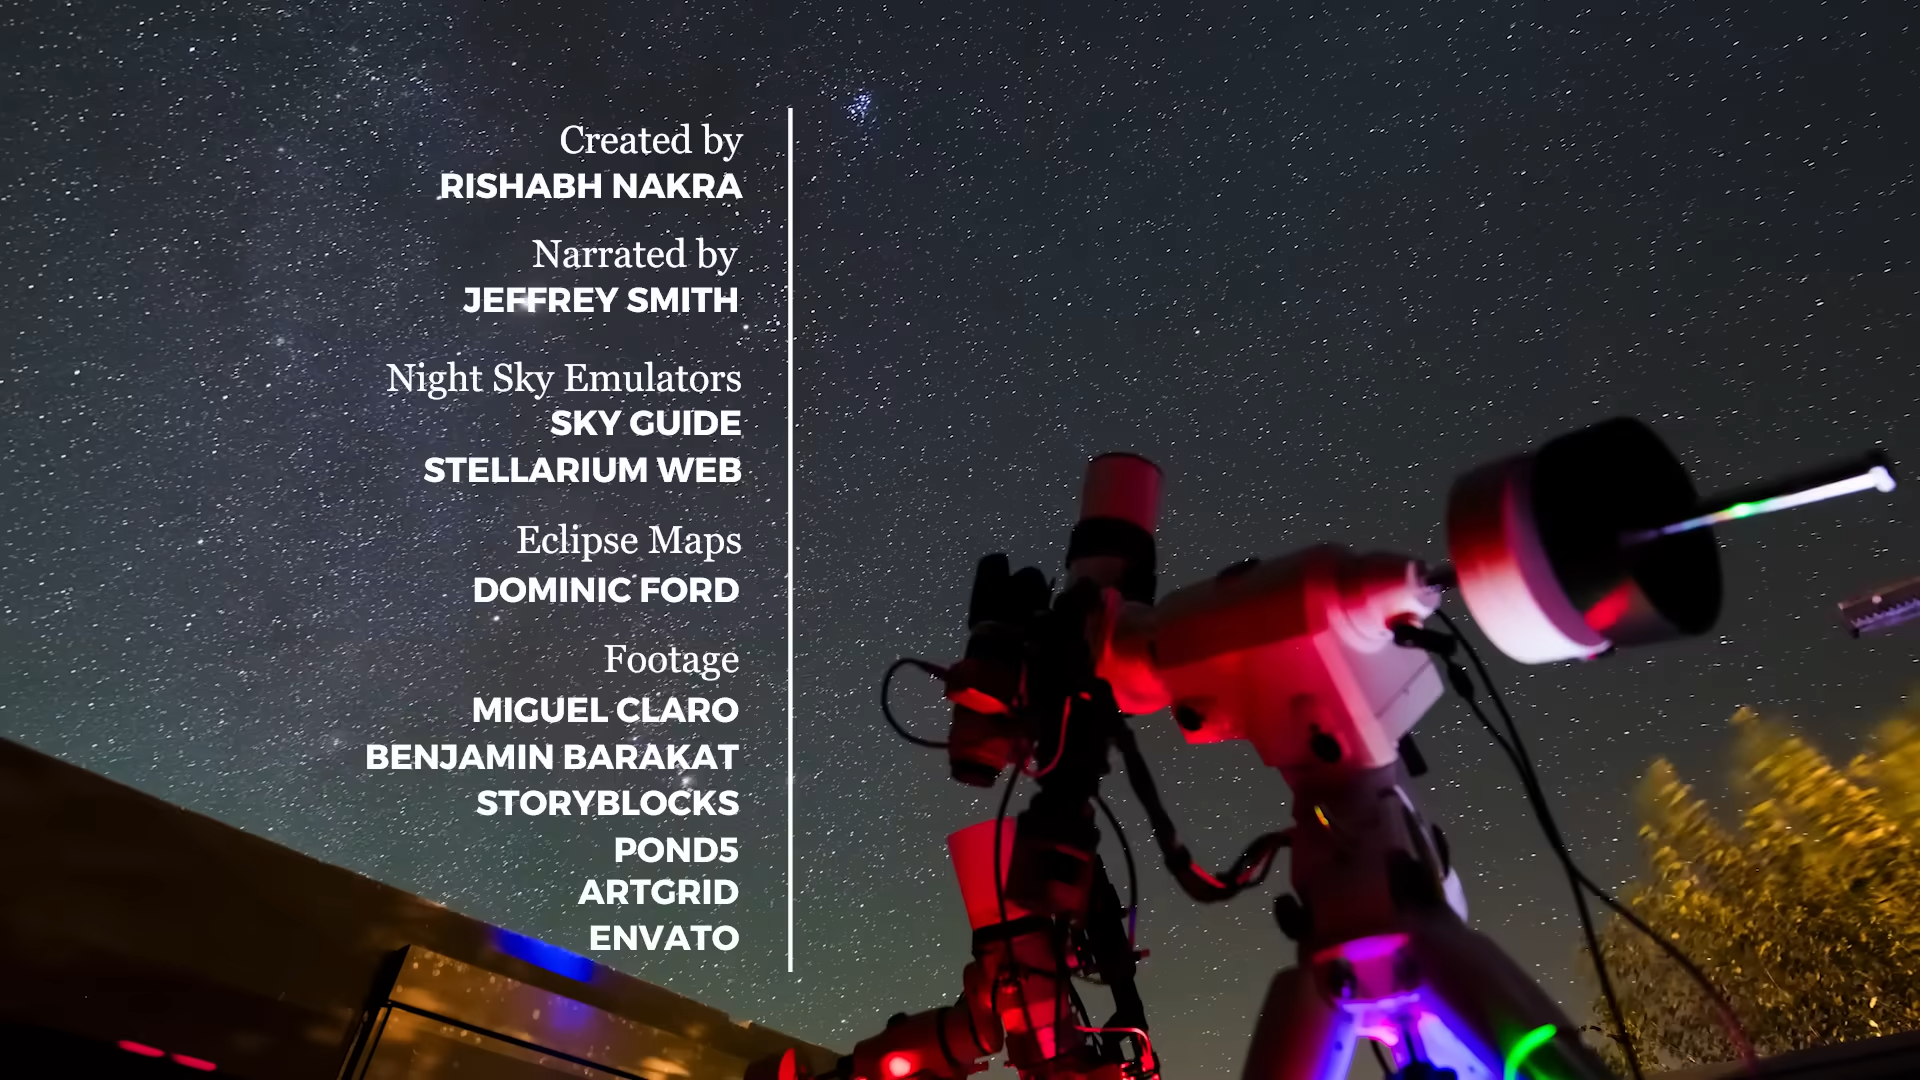 Created by
RISHABH NAKRA
Narrated by
JEFFREY SMITH
Night Sky Emulators
SKY GUIDE
STELLARIUM WEB
Eclipse Maps
DOMINIC FORD
Footage
MIGUEL CLARO
BENJAMIN BARAKAT
STORYBLOCKS
POND5
ARTGRID
ENVATO